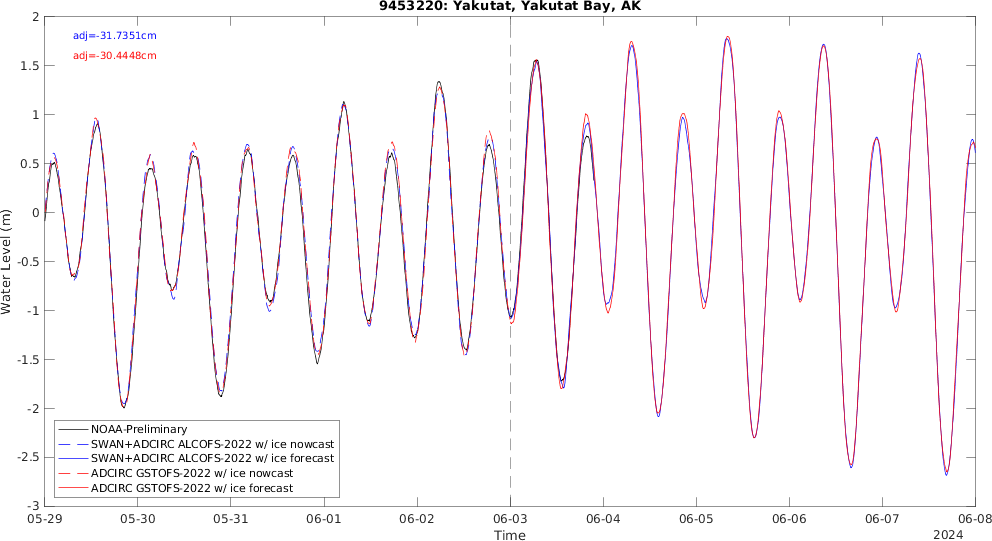 9453220: Yakutat, Yakutat Bay, AK
adj=-31.7351cm
adj=-30.4448cm
2
1.5
1
0.5
0
-0.5
-1
-1.5
-2
-2.5
-3
Water Level (m)
NOAA-Preliminary
SWAN+ADCIRC ALCOFS-2022 w/ ice nowcast
SWAN+ADCIRC ALCOFS-2022 w/ ice forecast
ADCIRC GSTOFS-2022 w/ ice nowcast
ADCIRC GSTOFS-2022 w/ ice forecast
05-29 05-30 05-31 06-01 06-02 06-03 06-04 06-05 06-06 06-07 06-08
Time
2024